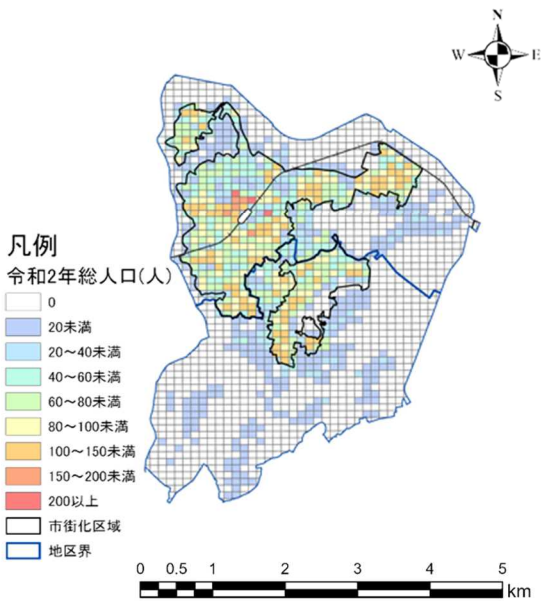 N
W E
S
凡例
令和2年総人口(人)
0
20未満
20～40未満
40～60未満
60～80未満
80～100未満
100～150未満
150～200未満
200以上
市街化区域
地区界
0 0.5 1 2 3 4 5
km